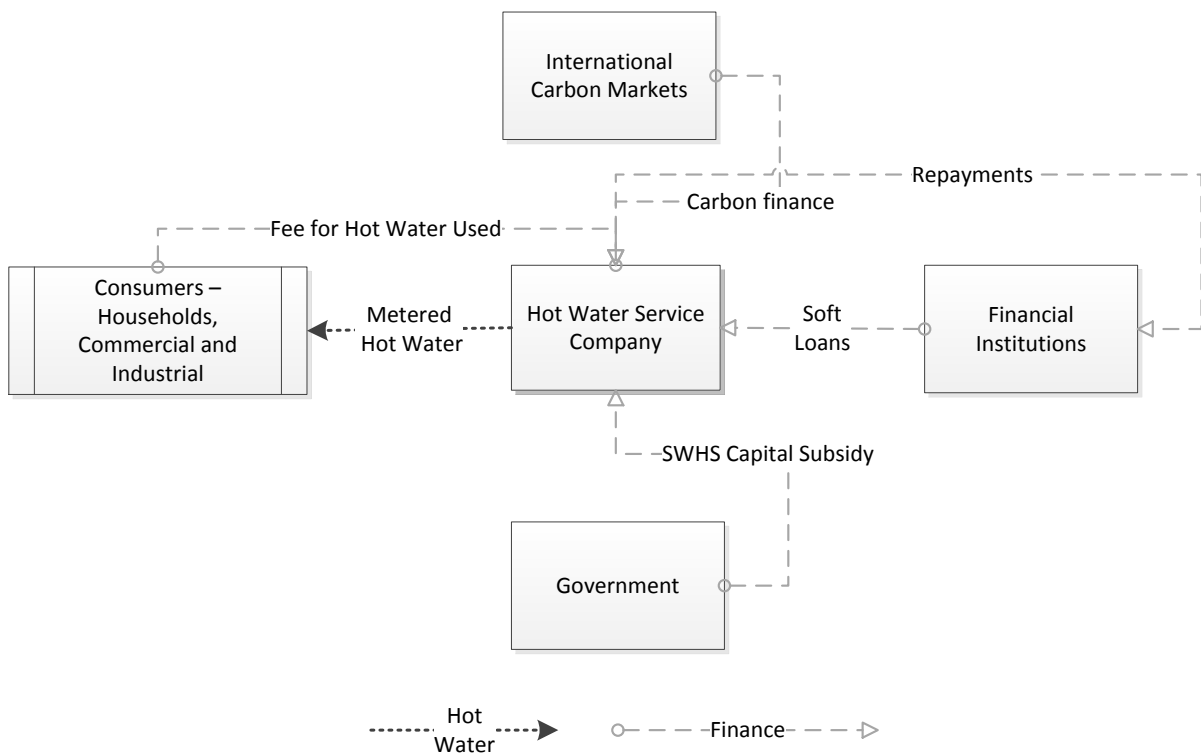 International
Carbon Markets
Repayments
Carbon finance
Fee for Hot Water Used
Consumers –
Households,
Commercial and
Industrial
Metered
Hot Water
Hot Water Service
Company
Soft
Loans
Financial
Institutions
SWHS Capital Subsidy
Government
Hot
Water
Finance